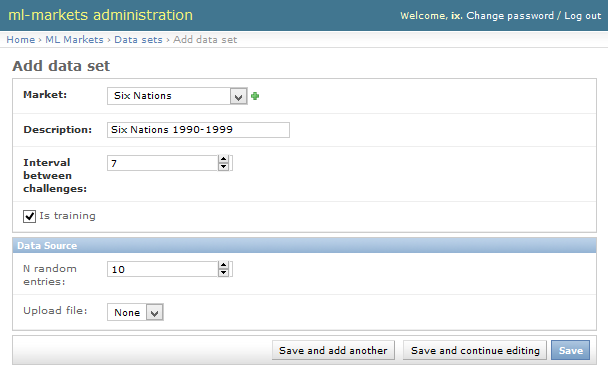 ml-markets administration
Welcome, ix. Change password / Log out
Home › ML Markets › Data sets › Add data set
Add data set
Market: Six Nations
Description: Six Nations 1990-1999
Interval between challenges: 7
Is training
Data Source
N random entries: 10
Upload file: None
Save and add another Save and continue editing Save